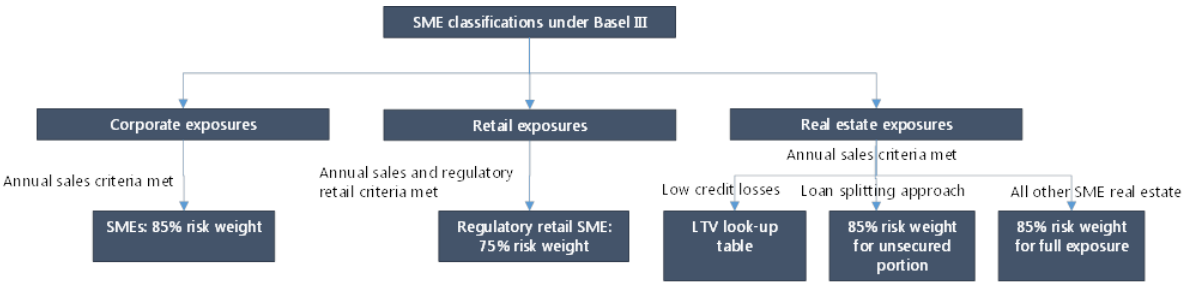 SME classifications under Basel III
Corporate exposures
Retail exposures
Real estate exposures
Annual sales criteria met
Annual sales and regulatory
retail criteria met
Annual sales criteria met
Low credit losses
Loan splitting approach
All other SME real estate
SMEs: 85% risk weight
Regulatory retail SME:
75% risk weight
LTV look-up
table
85% risk weight
for unsecured
portion
85% risk weight
for full exposure